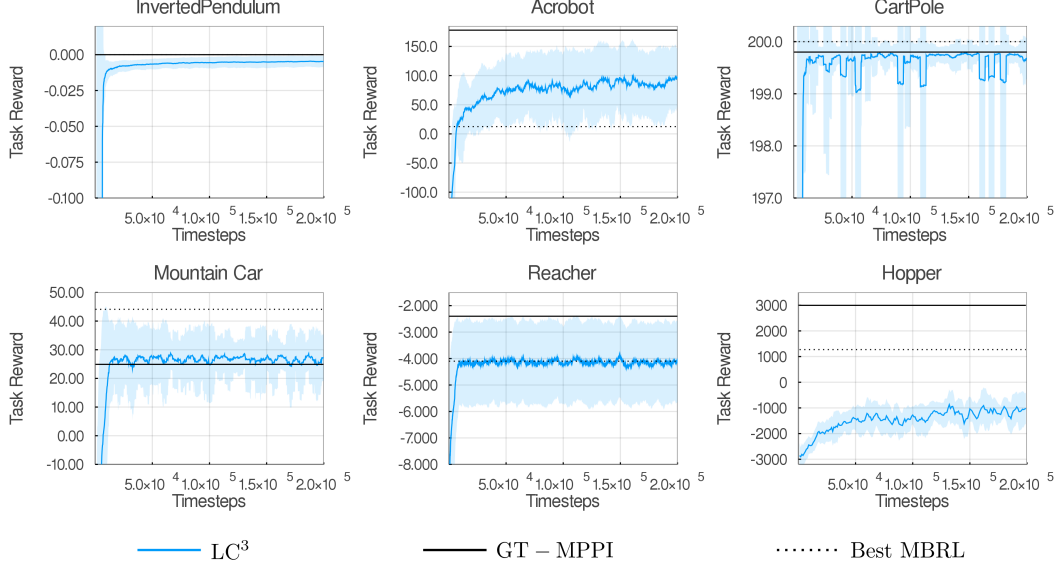 InvertedPendulum
Acrobot
CartPole
Task Reward
0.000
-0.025
-0.050
-0.075
-0.100
5.0×10 4 1.0×10 5 1.5×10 5 2.0×10 5
Timesteps
Task Reward
150.0
100.0
50.0
0.0
-50.0
-100.0
5.0×10 4 1.0×10 5 1.5×10 5 2.0×10 5
Timesteps
Task Reward
200.0
199.0
198.0
197.0
5.0×10 4 1.0×10 5 1.5×10 5 2.0×10 5
Timesteps
Mountain Car
Reacher
Hopper
Task Reward
50.00
40.00
30.00
20.00
10.00
0.00
-10.00
5.0×10 4 1.0×10 5 1.5×10 5 2.0×10 5
Timesteps
Task Reward
-2.000
-3.000
-4.000
-5.000
-6.000
-7.000
-8.000
5.0×10 4 1.0×10 5 1.5×10 5 2.0×10 5
Timesteps
Task Reward
3000
2000
1000
0
-1000
-2000
-3000
5.0×10 4 1.0×10 5 1.5×10 5 2.0×10 5
Timesteps
LC³ GT – MPPI Best MBRL